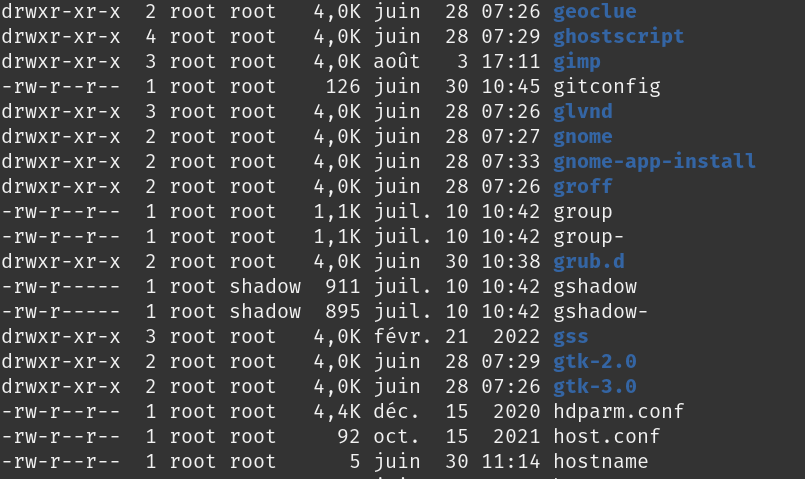 drwxr-xr-x  2 root root   4,0K juin  28 07:26 geoclue
drwxr-xr-x  4 root root   4,0K juin  28 07:29 ghostscript
drwxr-xr-x  3 root root   4,0K août   3 17:11 gimp
-rw-r--r--  1 root root    126 juin  30 10:45 gitconfig
drwxr-xr-x  3 root root   4,0K juin  28 07:26 glvnd
drwxr-xr-x  2 root root   4,0K juin  28 07:27 gnome
drwxr-xr-x  2 root root   4,0K juin  28 07:33 gnome-app-install
drwxr-xr-x  2 root root   4,0K juin  28 07:26 groff
-rw-r--r--  1 root root   1,1K juil. 10 10:42 group
-rw-r--r--  1 root root   1,1K juil. 10 10:42 group-
drwxr-xr-x  2 root root   4,0K juin  30 10:38 grub.d
-rw-r-----  1 root shadow  911 juil. 10 10:42 gshadow
-rw-r-----  1 root shadow  895 juil. 10 10:42 gshadow-
drwxr-xr-x  3 root root   4,0K févr. 21  2022 gss
drwxr-xr-x  2 root root   4,0K juin  28 07:29 gtk-2.0
drwxr-xr-x  2 root root   4,0K juin  28 07:26 gtk-3.0
-rw-r--r--  1 root root   4,4K déc.  15  2020 hdparm.conf
-rw-r--r--  1 root root     92 oct.  15  2021 host.conf
-rw-r--r--  1 root root      5 juin  30 11:14 hostname